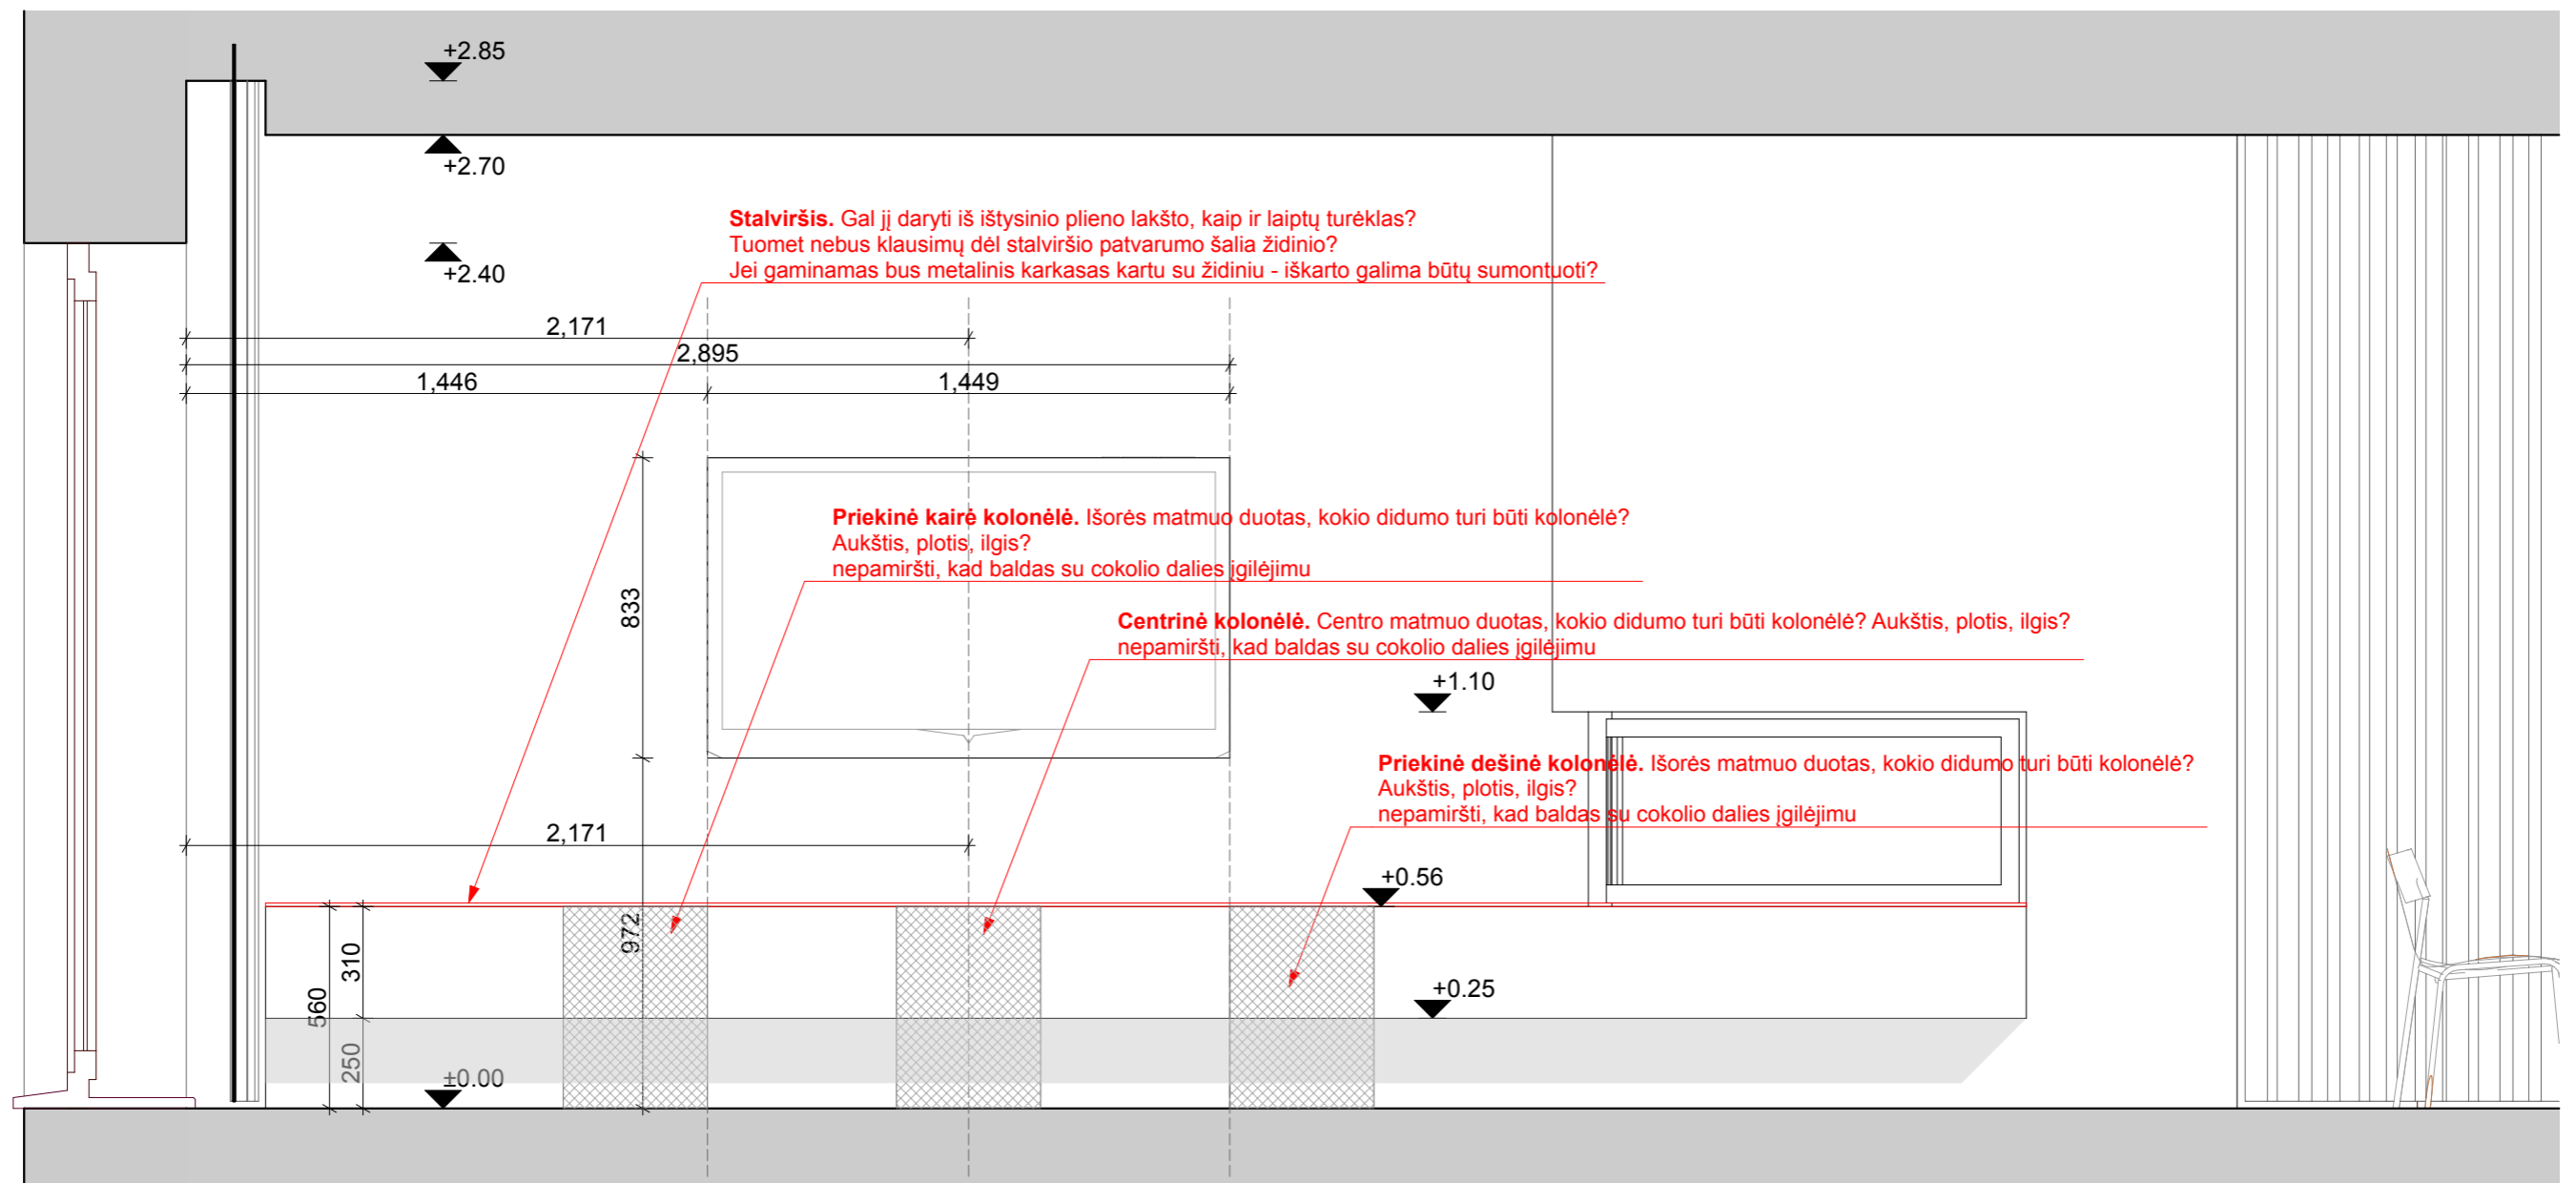 +2.85
+2.70
+2.40
Stalviršis. Gal jį daryti iš ištysinio plieno lakšto, kaip ir laiptų turėklas?
Tuomet nebus klausimų dėl stalviršio patvarumo šalia židinio?
Jei gaminamas bus metalinis karkasas kartu su židiniu - iškarto galima būtų sumontuoti?
2,171
2,895
1,446
1,449
Priekinė kairė kolonėlė. Išorės matmuo duotas, kokio didumo turi būti kolonėlė?
Aukštis, plotis, ilgis?
nepamiršti, kad baldas su cokolio dalies įgilėjimu
833
Centrinė kolonėlė. Centro matmuo duotas, kokio didumo turi būti kolonėlė? Aukštis, plotis, ilgis?
nepamiršti, kad baldas su cokolio dalies įgilėjimu
+1.10
Priekinė dešinė kolonėlė. Išorės matmuo duotas, kokio didumo turi būti kolonėlė?
Aukštis, plotis, ilgis?
nepamiršti, kad baldas su cokolio dalies įgilėjimu
2,171
+0.56
972
310
560
+0.25
250
±0.00